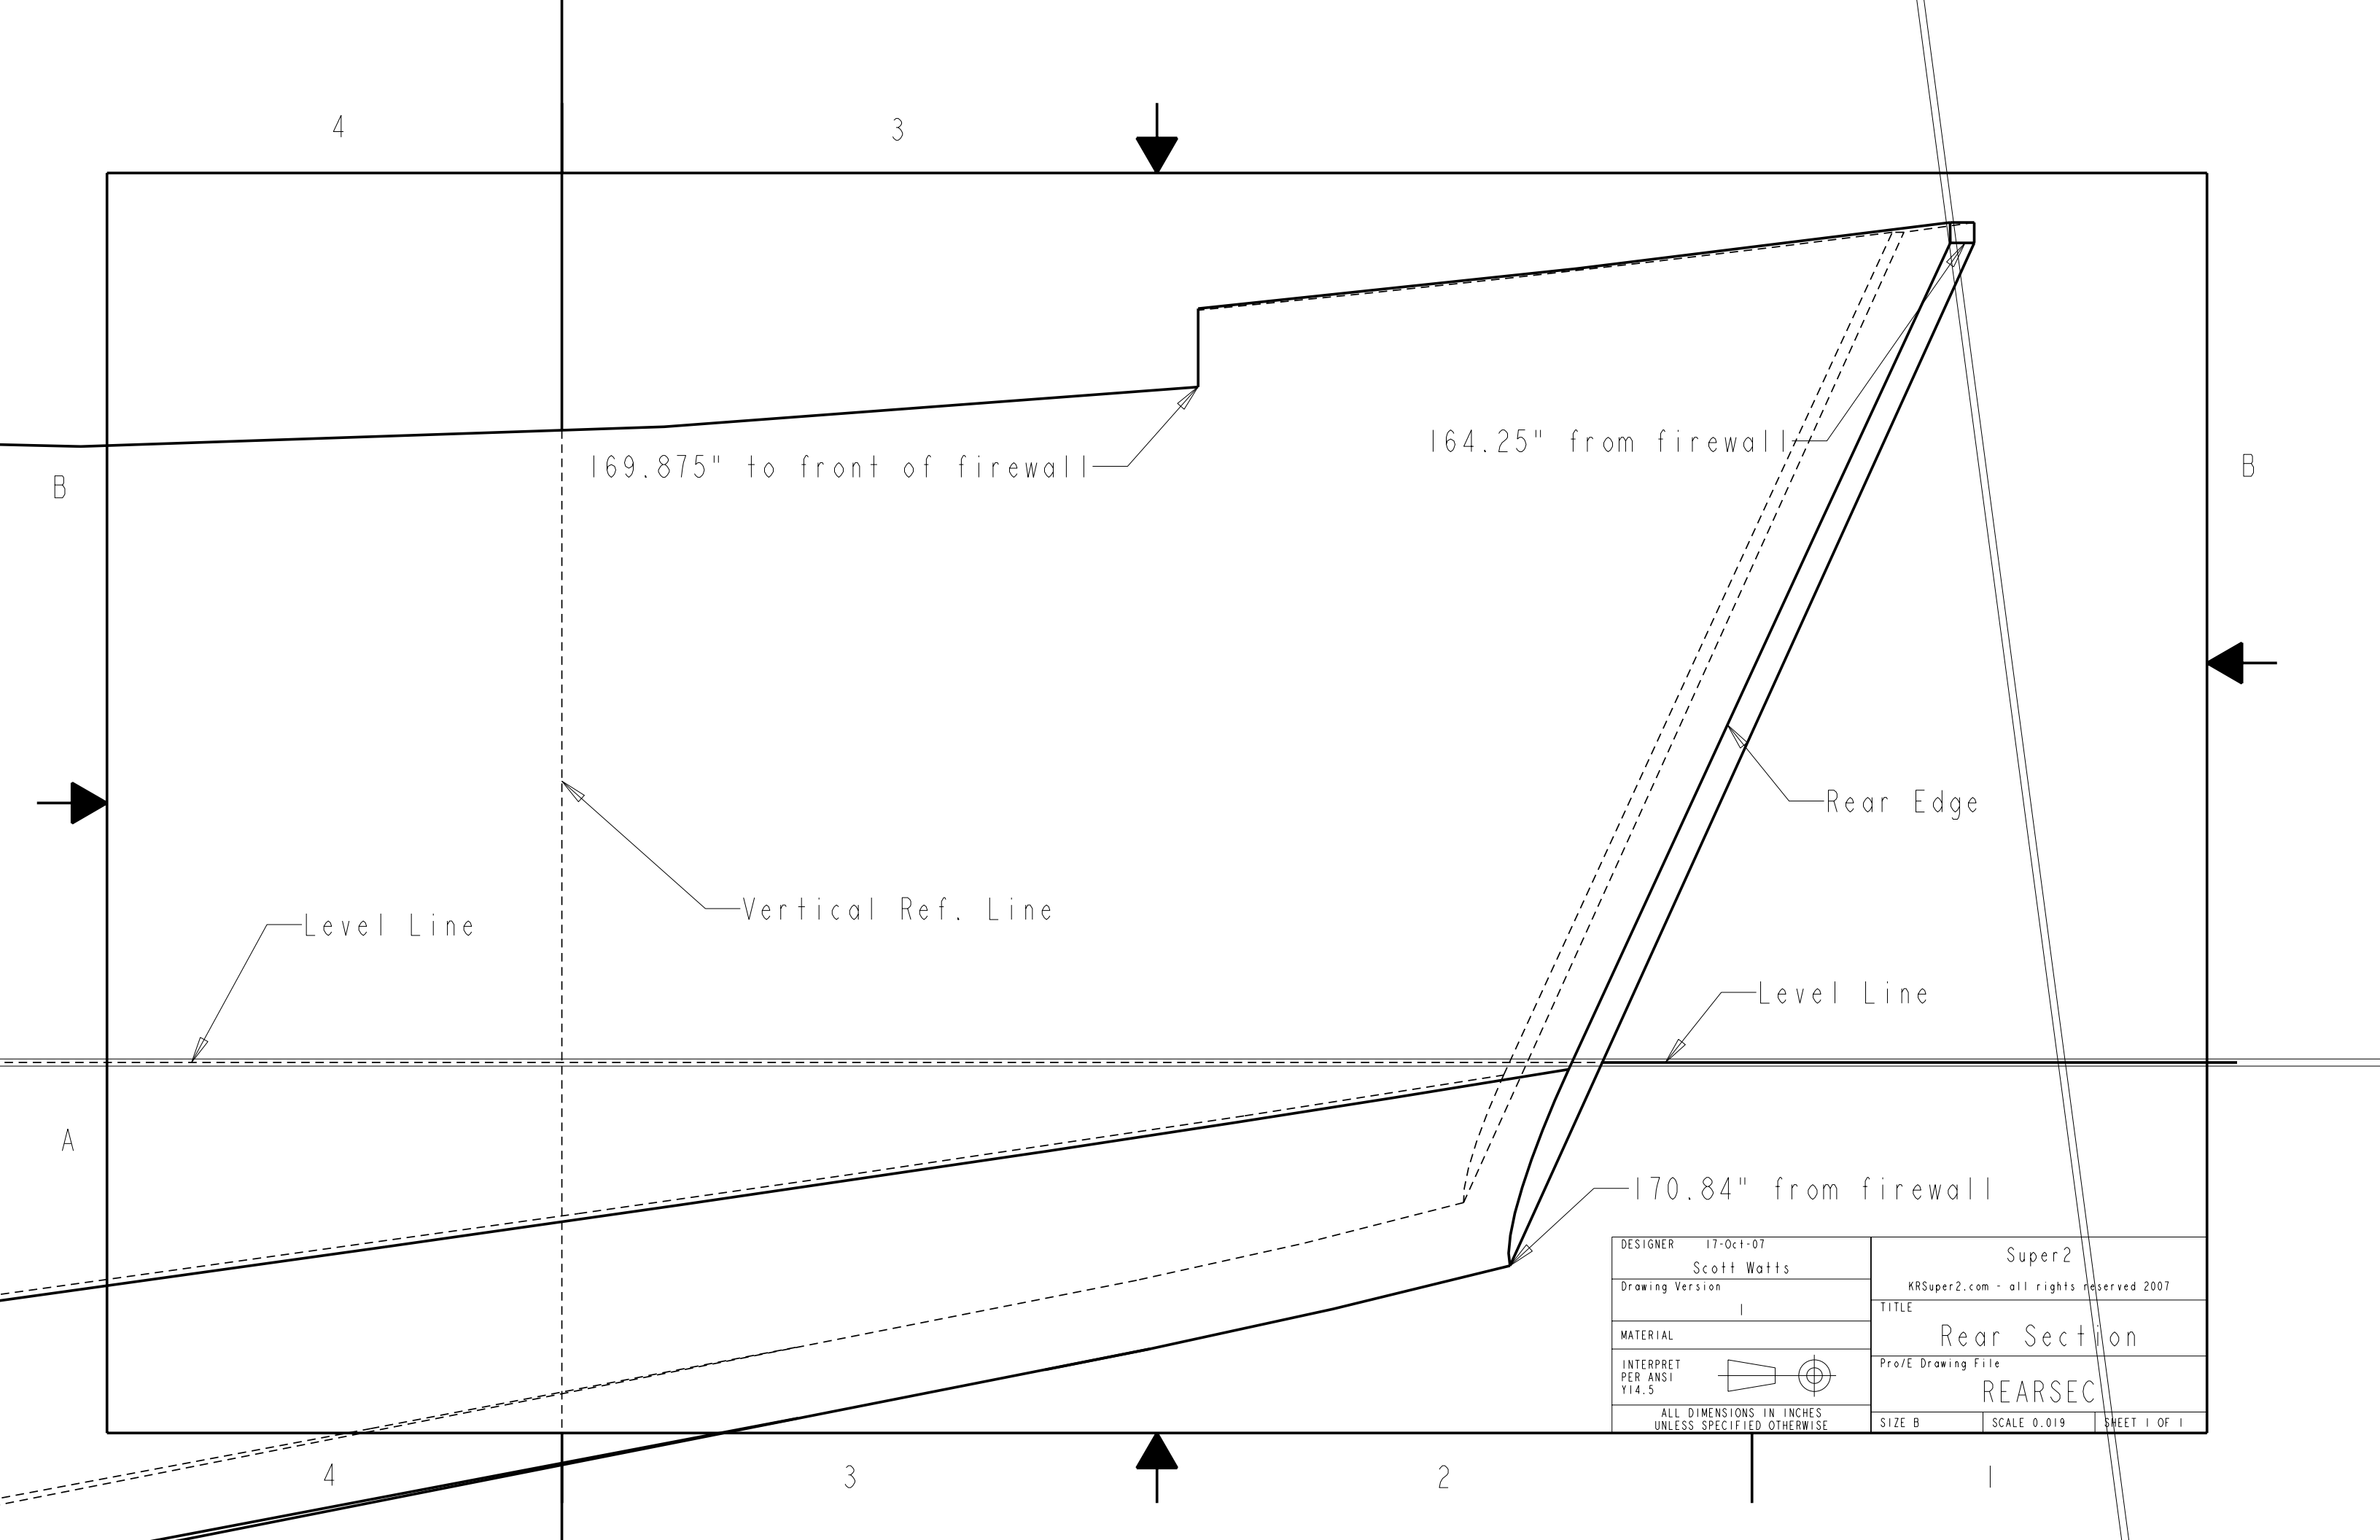 4
3
169.875" to front of firewall
164.25" from firewall
B
B
Rear Edge
Vertical Ref. Line
Level Line
Level Line
A
170.84" from firewall
DESIGNER 17-Oct-07
Scott Watts
Drawing Version
1
MATERIAL
INTERPRET
PER ANSI
Y14.5
ALL DIMENSIONS IN INCHES
UNLESS SPECIFIED OTHERWISE
Super2
KRSuper2.com - all rights reserved 2007
TITLE
Rear Section
Pro/E Drawing File
REARSEC
SIZE B
SCALE 0.019
SHEET 1 OF 1
4
3
2
1